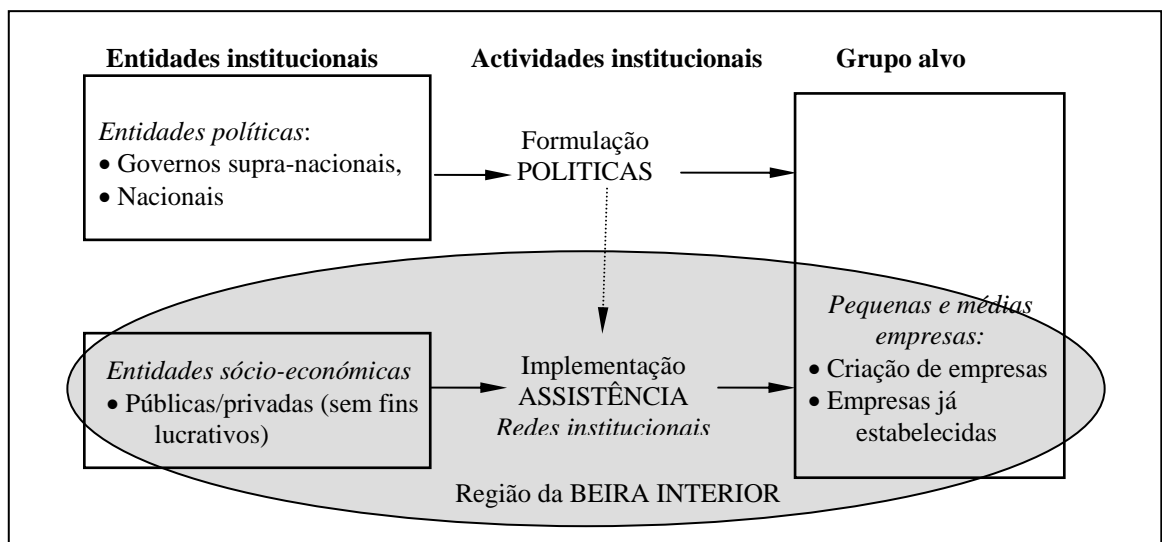 Entidades institucionais
Actividades institucionais
Grupo alvo
Entidades políticas:
• Governos supra-nacionais,
• Nacionais
Formulação
POLITICAS
Entidades sócio-económicas
• Públicas/privadas (sem fins
lucrativos)
Implementação
ASSISTÊNCIA
Redes institucionais
Pequenas e médias
empresas:
• Criação de empresas
• Empresas já
estabelecidas
Região da BEIRA INTERIOR